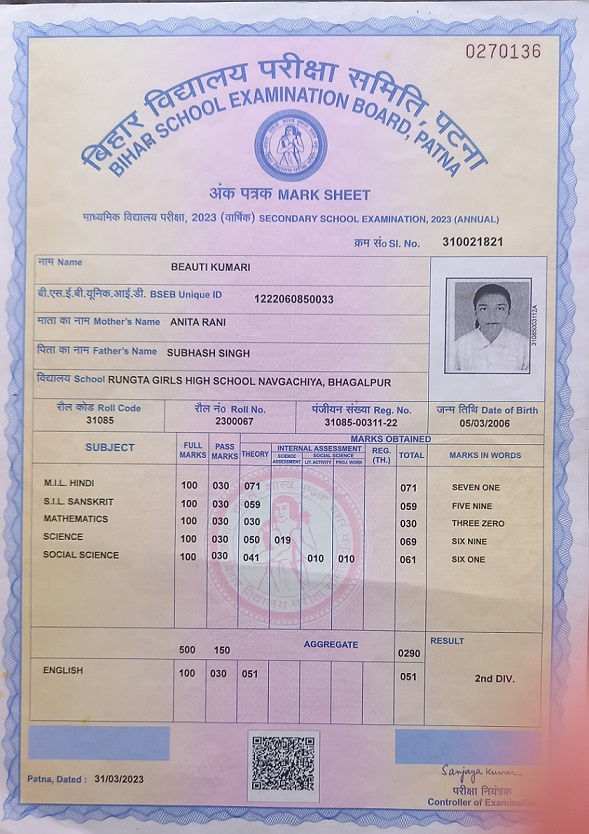 0270136
बिहार विद्यालय परीक्षा समिति, पटना
BIHAR SCHOOL EXAMINATION BOARD, PATNA
अंक पत्रक MARK SHEET
माध्यमिक विद्यालय परीक्षा, 2023 (वार्षिक) SECONDARY SCHOOL EXAMINATION, 2023 (ANNUAL)
क्रम सं० Sl. No. 310021821
नाम Name BEAUTI KUMARI
बी.एस.ई.बी.यूनिक.आई.डी. BSEB Unique ID 1222060850033
माता का नाम Mother's Name ANITA RANI
पिता का नाम Father's Name SUBHASH SINGH
विद्यालय School RUNGTA GIRLS HIGH SCHOOL NAVGACHIYA, BHAGALPUR
310850031112A
रौल कोड Roll Code रौल नं० Roll No. पंजीयन संख्या Reg. No. जन्म तिथि Date of Birth
31085 2300067 31085-00311-22 05/03/2006
SUBJECT FULL MARKS PASS MARKS MARKS OBTAINED MARKS IN WORDS
THEORY INTERNAL ASSESSMENT REG. (TH.) TOTAL
SCIENCE ASSESSMENT SOCIAL SCIENCE
LIT. ACTIVITY PROJ. WORK
M.I.L. HINDI 100 030 071 071 SEVEN ONE
S.I.L. SANSKRIT 100 030 059 059 FIVE NINE
MATHEMATICS 100 030 030 030 THREE ZERO
SCIENCE 100 030 050 019 069 SIX NINE
SOCIAL SCIENCE 100 030 041 010 010 061 SIX ONE
500 150 AGGREGATE 0290 RESULT
ENGLISH 100 030 051 051 2nd DIV.
Patna, Dated : 31/03/2023
Sanjaya Kumar
परीक्षा नियंत्रक
Controller of Examination